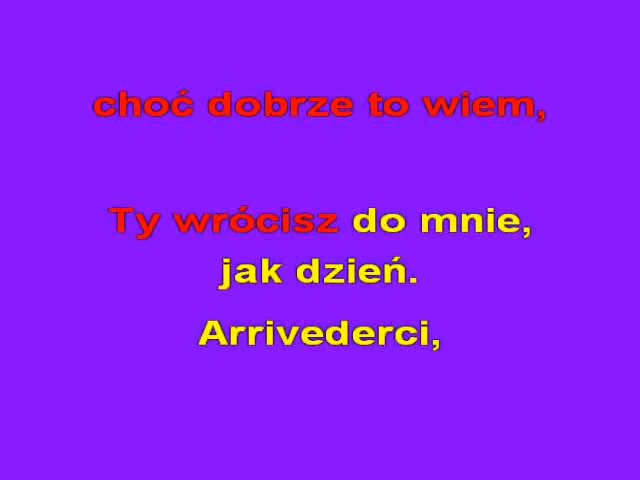 choć dobrze to wiem,
Ty wrócisz do mnie,
jak dzień.
Arrivederci,